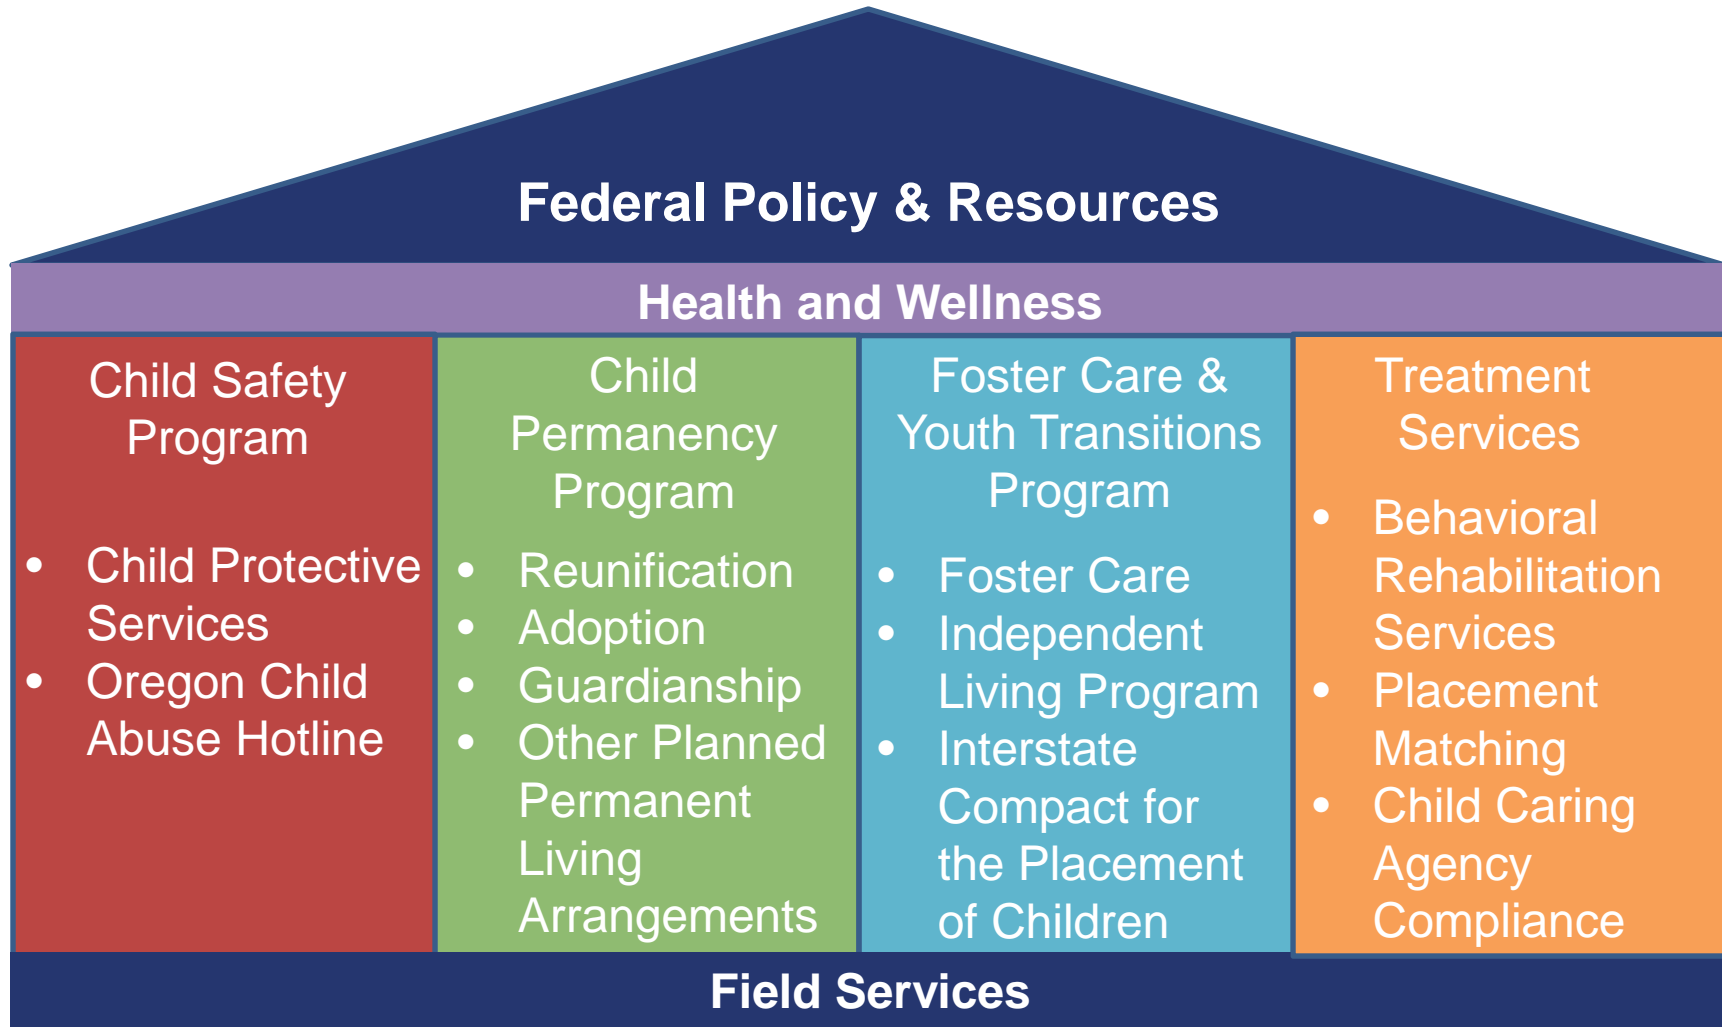 Federal Policy & Resources
Health and Wellness
Child Safety
Program
• Child Protective
Services
• Oregon Child
Abuse Hotline
Child
Permanency
Program
• Reunification
• Adoption
• Guardianship
• Other Planned
Permanent
Living
Arrangements
Foster Care &
Youth Transitions
Program
• Foster Care
• Independent
Living Program
• Interstate
Compact for
the Placement
of Children
Treatment
Services
• Behavioral
Rehabilitation
Services
• Placement
Matching
• Child Caring
Agency
Compliance
Field Services